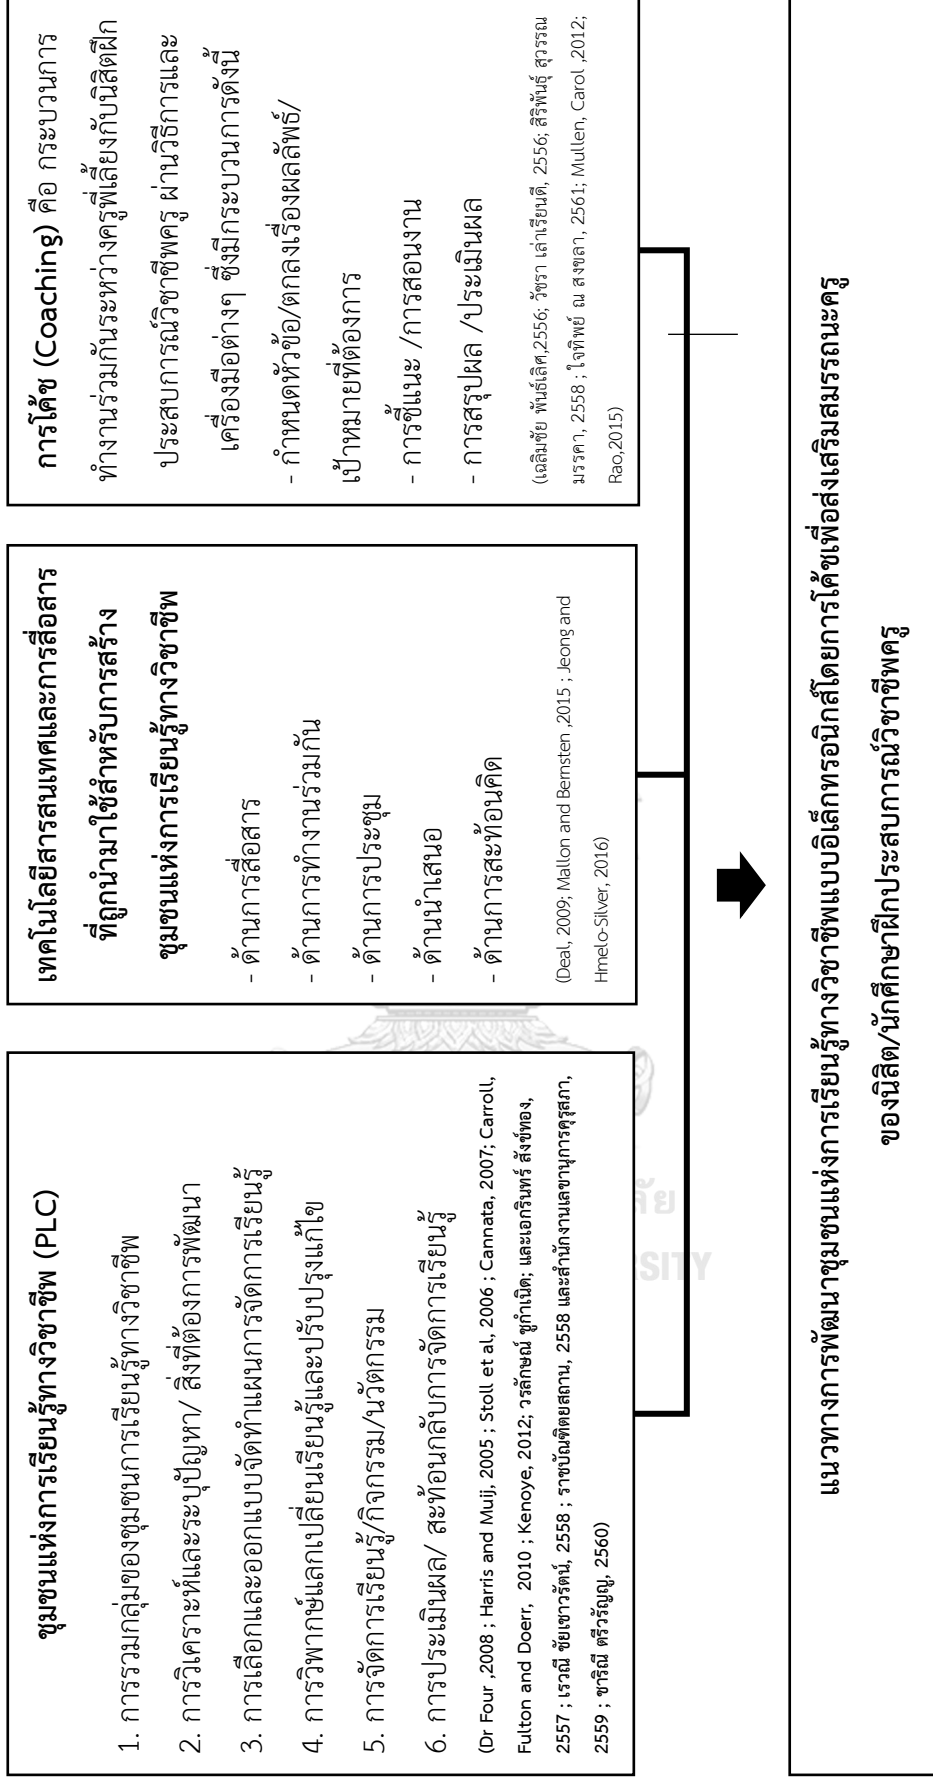 ชุมชนแห่งการเรียนรู้ทางวิชาชีพ (PLC)
1. การรวมกลุ่มของชุมชนการเรียนรู้ทางวิชาชีพ
2. การวิเคราะห์และระบุปัญหา/ สิ่งที่ต้องการพัฒนา
3. การเลือกและออกแบบจัดทำแผนการจัดการเรียนรู้
4. การวิพากษ์แลกเปลี่ยนเรียนรู้และปรับปรุงแก้ไข
5. การจัดการเรียนรู้/กิจกรรม/นวัตกรรม
6. การประเมินผล/ สะท้อนกลับการจัดการเรียนรู้
(Dr Four ,2008 ; Harris and Muij, 2005 ; Stoll et al, 2006 ; Cannata, 2007; Carroll,
Fulton and Doerr, 2010 ; Kenoye, 2012; วรลักษณ์ ชูกำเนิด; และเอกรินทร์ สังข์ทอง,
2557 ; เรวณี ชัยเชาวรัตน์, 2558 ; ราชบัณฑิตยสถาน, 2558 และสำนักงานเลขานุการคุรุสภา,
2559 ; ชาริณี ตรีวรัญญู, 2560)
เทคโนโลยีสารสนเทศและการสื่อสาร
ที่ถูกนำมาใช้สำหรับการสร้าง
ชุมชนแห่งการเรียนรู้ทางวิชาชีพ
- ด้านการสื่อสาร
- ด้านการทำงานร่วมกัน
- ด้านการประชุม
- ด้านนำเสนอ
- ด้านการสะท้อนคิด
(Deal, 2009; Mallon and Bernsten ,2015 ; Jeong and
Hmelo-Silver, 2016)
การโค้ช (Coaching) คือ กระบวนการ
ทำงานร่วมกันระหว่างครูพี่เลี้ยงกับนิสิตฝึก
ประสบการณ์วิชาชีพครู ผ่านวิธีการและ
เครื่องมือต่างๆ ซึ่งมีกระบวนการดังนี้
- กำหนดหัวข้อ/ตกลงเรื่องผลลัพธ์/
เป้าหมายที่ต้องการ
- การชี้แนะ /การสอนงาน
- การสรุปผล /ประเมินผล
(เฉลิมชัย พันธ์เลิศ,2556; วัชรา เล่าเรียนดี, 2556; สิริพันธุ์ สุวรรณ
มรรคา, 2558 ; ใจทิพย์ ณ สงขลา, 2561; Mullen, Carol ,2012;
Rao,2015)
แนวทางการพัฒนาชุมชนแห่งการเรียนรู้ทางวิชาชีพแบบอิเล็กทรอนิกส์โดยการโค้ชเพื่อส่งเสริมสมรรถนะครู
ของนิสิต/นักศึกษาฝึกประสบการณ์วิชาชีพครู